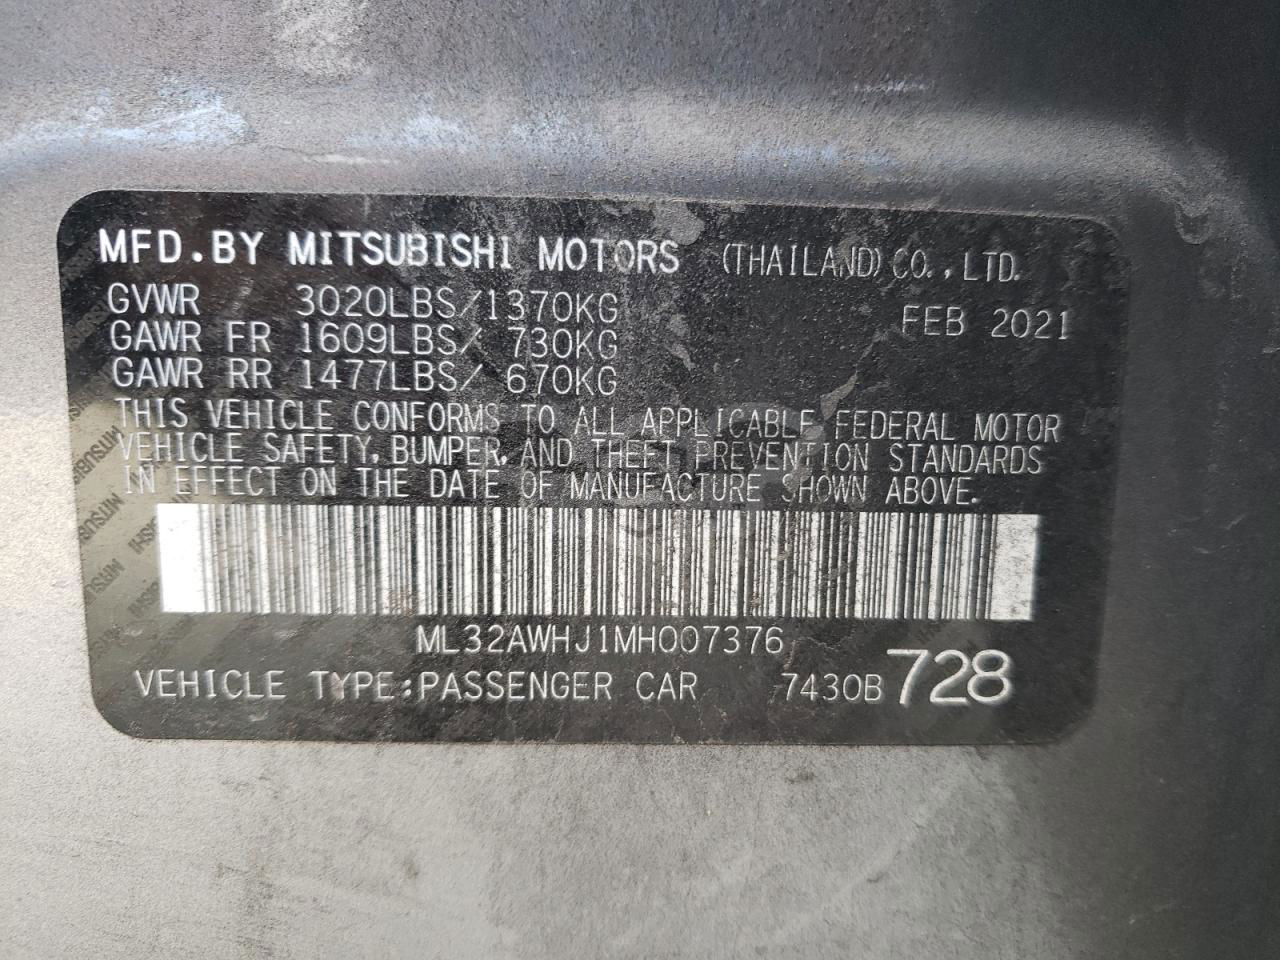 MFD.BY MITSUBISHI MOTORS (THAILAND) CO.,LTD.
GVWR 3020LBS/1370KG FEB 2021
GAWR FR 1609LBS/ 730KG
GAWR RR 1477LBS/ 670KG
THIS VEHICLE CONFORMS TO ALL APPLICABLE FEDERAL MOTOR
VEHICLE SAFETY, BUMPER, AND THEFT PREVENTION STANDARDS
IN EFFECT ON THE DATE OF MANUFACTURE SHOWN ABOVE.
ML32AWHJ1MH007376
VEHICLE TYPE:PASSENGER CAR 7430B 728